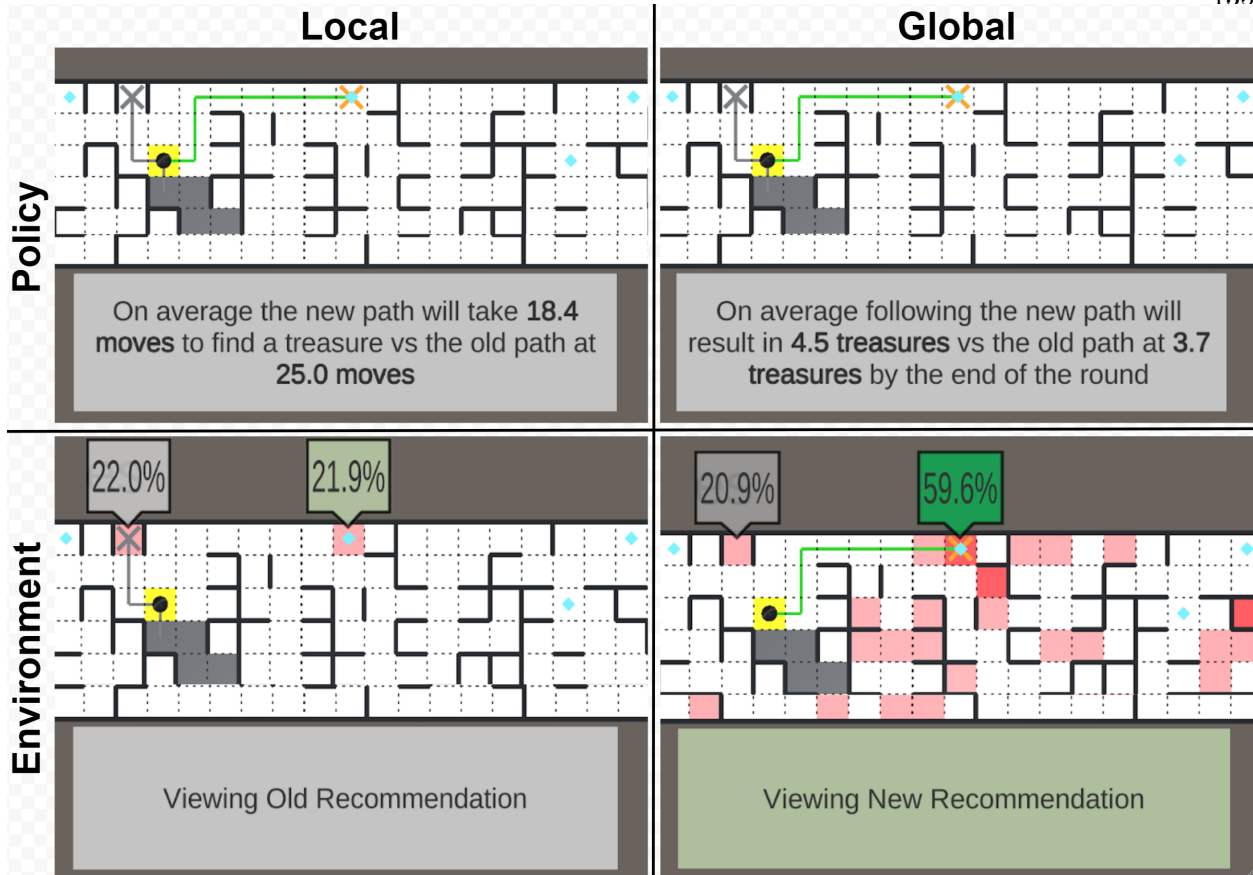 Local
Global
Policy
On average the new path will take 18.4
moves to find a treasure vs the old path at
25.0 moves
On average following the new path will
result in 4.5 treasures vs the old path at 3.7
treasures by the end of the round
Environment
22.0%
21.9%
Viewing Old Recommendation
20.9%
59.6%
Viewing New Recommendation